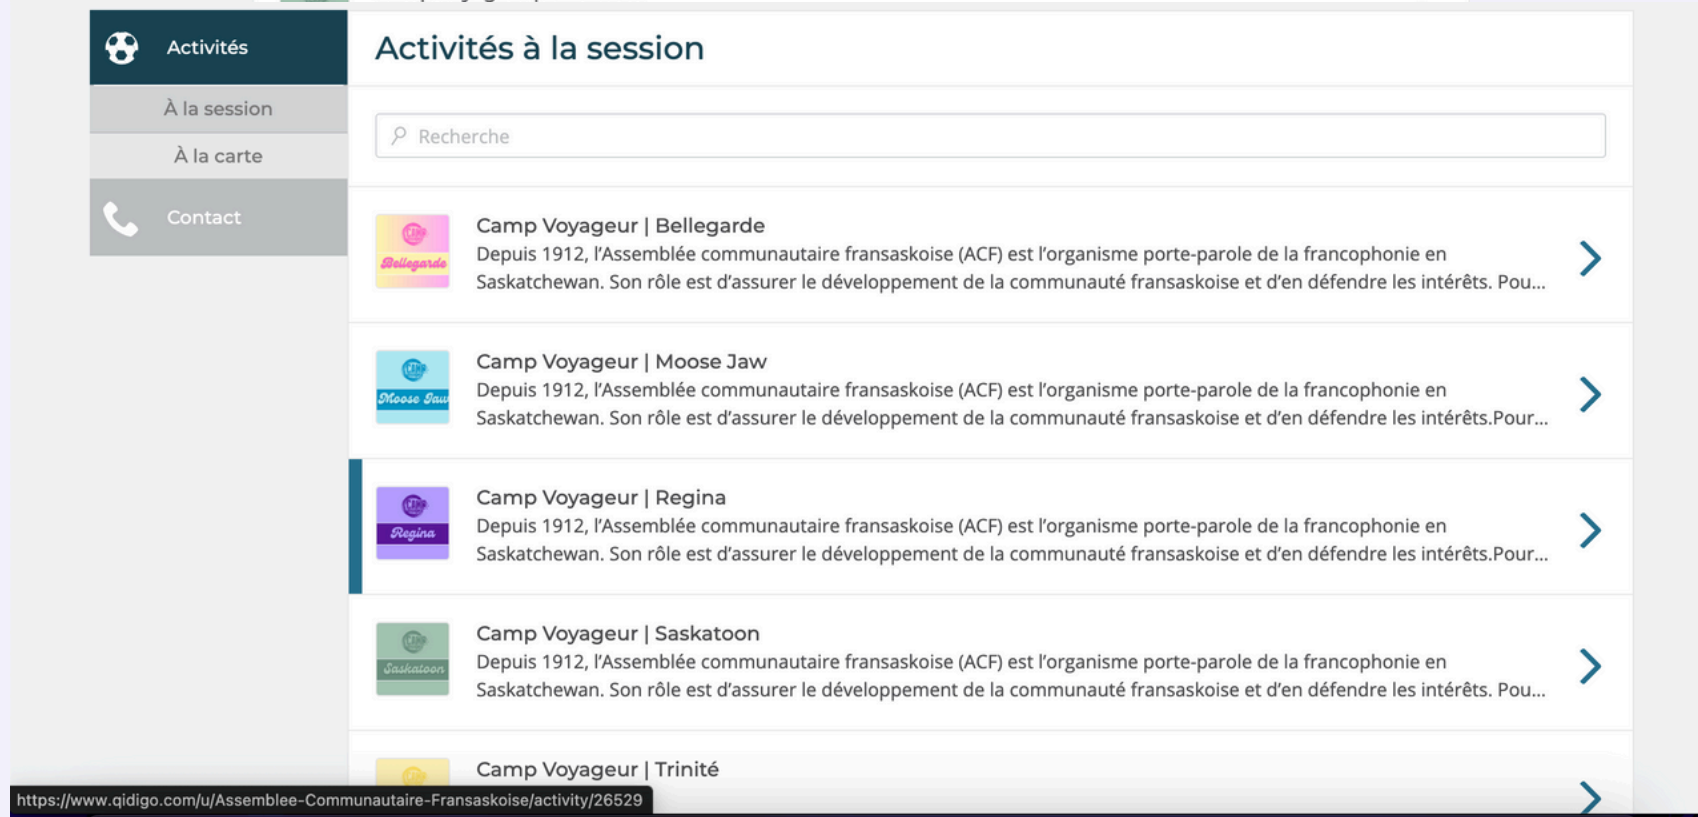 Activités
À la session
À la carte
Contact
Activités à la session
Recherche
Bellegarde
Camp Voyageur | Bellegarde
Depuis 1912, l’Assemblée communautaire fransaskoise (ACF) est l’organisme porte-parole de la francophonie en
Saskatchewan. Son rôle est d’assurer le développement de la communauté fransaskoise et d’en défendre les intérêts. Pou...
CAMP
Moose Jaw
Camp Voyageur | Moose Jaw
Depuis 1912, l’Assemblée communautaire fransaskoise (ACF) est l’organisme porte-parole de la francophonie en
Saskatchewan. Son rôle est d’assurer le développement de la communauté fransaskoise et d’en défendre les intérêts.Pour...
CAMP
Regina
Camp Voyageur | Regina
Depuis 1912, l’Assemblée communautaire fransaskoise (ACF) est l’organisme porte-parole de la francophonie en
Saskatchewan. Son rôle est d’assurer le développement de la communauté fransaskoise et d’en défendre les intérêts.Pour...
CAMP
Saskatoon
Camp Voyageur | Saskatoon
Depuis 1912, l’Assemblée communautaire fransaskoise (ACF) est l’organisme porte-parole de la francophonie en
Saskatchewan. Son rôle est d’assurer le développement de la communauté fransaskoise et d’en défendre les intérêts. Pou...
Camp Voyageur | Trinité
https://www.qidigo.com/u/Assemblee-Communautaire-Fransaskoise/activity/26529